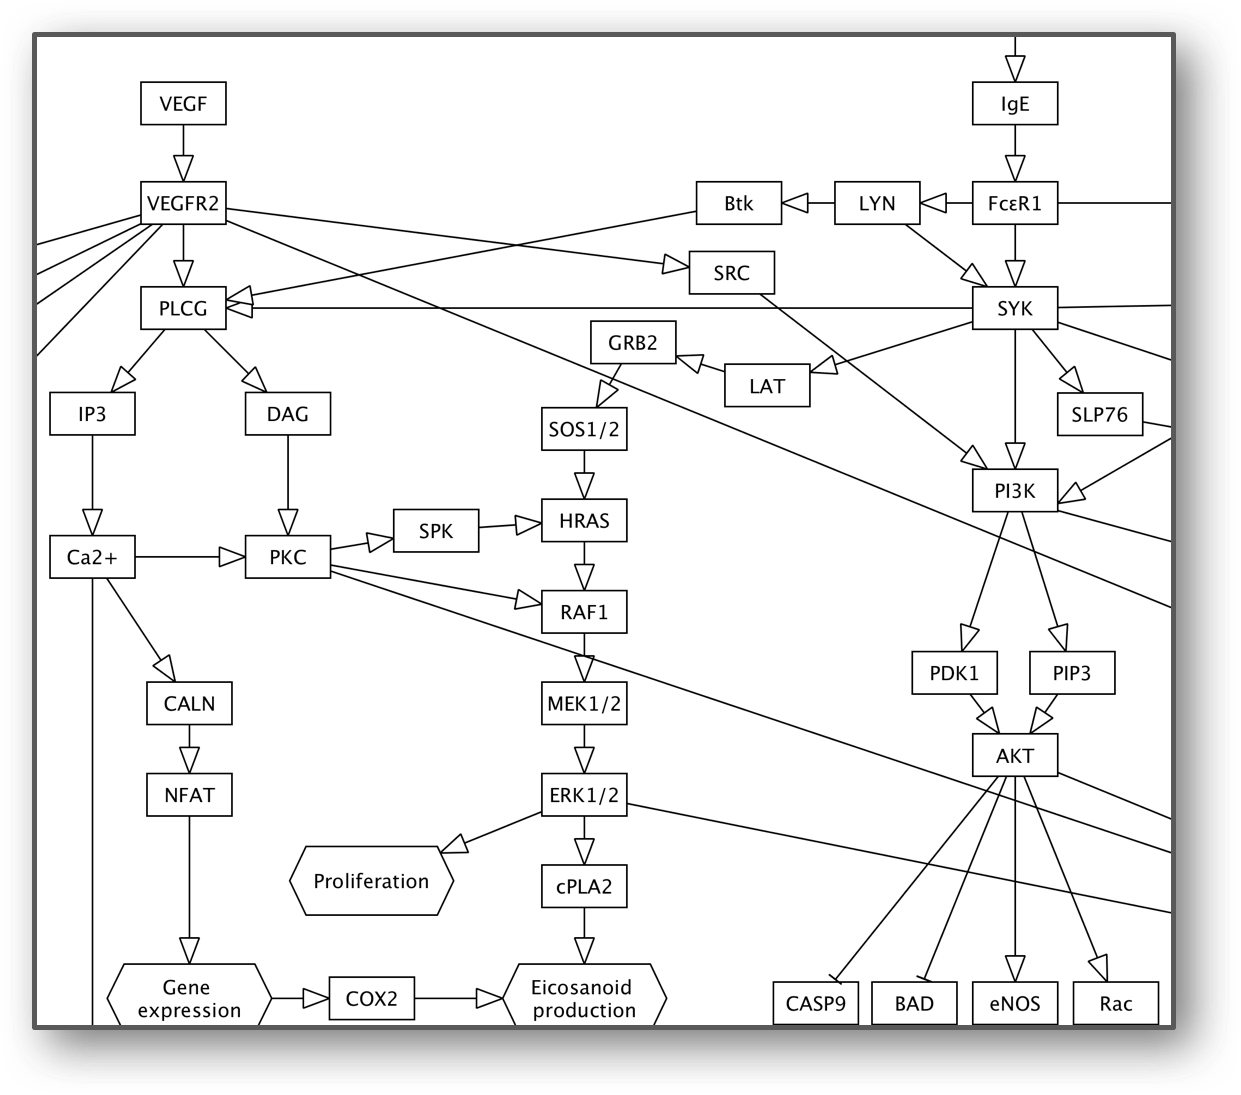 VEGF
IgE
VEGFR2
Btk
LYN
FcεR1
SRC
PLCG
SYK
GRB2
LAT
IP3
DAG
SOS1/2
SLP76
PI3K
SPK
HRAS
Ca2+
PKC
RAF1
PDK1
PIP3
CALN
MEK1/2
AKT
NFAT
ERK1/2
Proliferation
cPLA2
Gene
expression
COX2
Eicosanoid
production
CASP9
BAD
eNOS
Rac